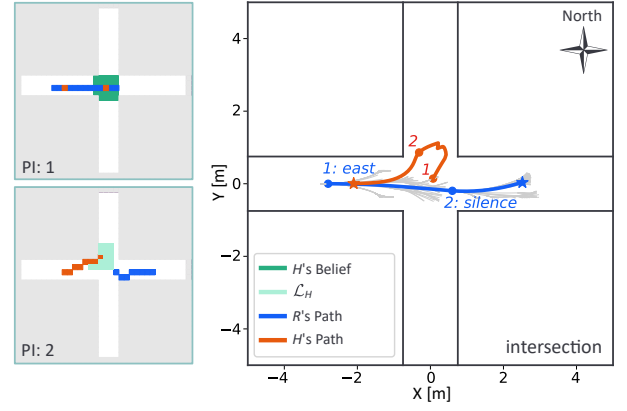 PI: 1
PI: 2
North
4
2
0
−2
−4
Y [m]
−4
−2
0
2
4
X [m]
2
1
1: east
2: silence
H's Belief
ℒH
R's Path
H's Path
intersection